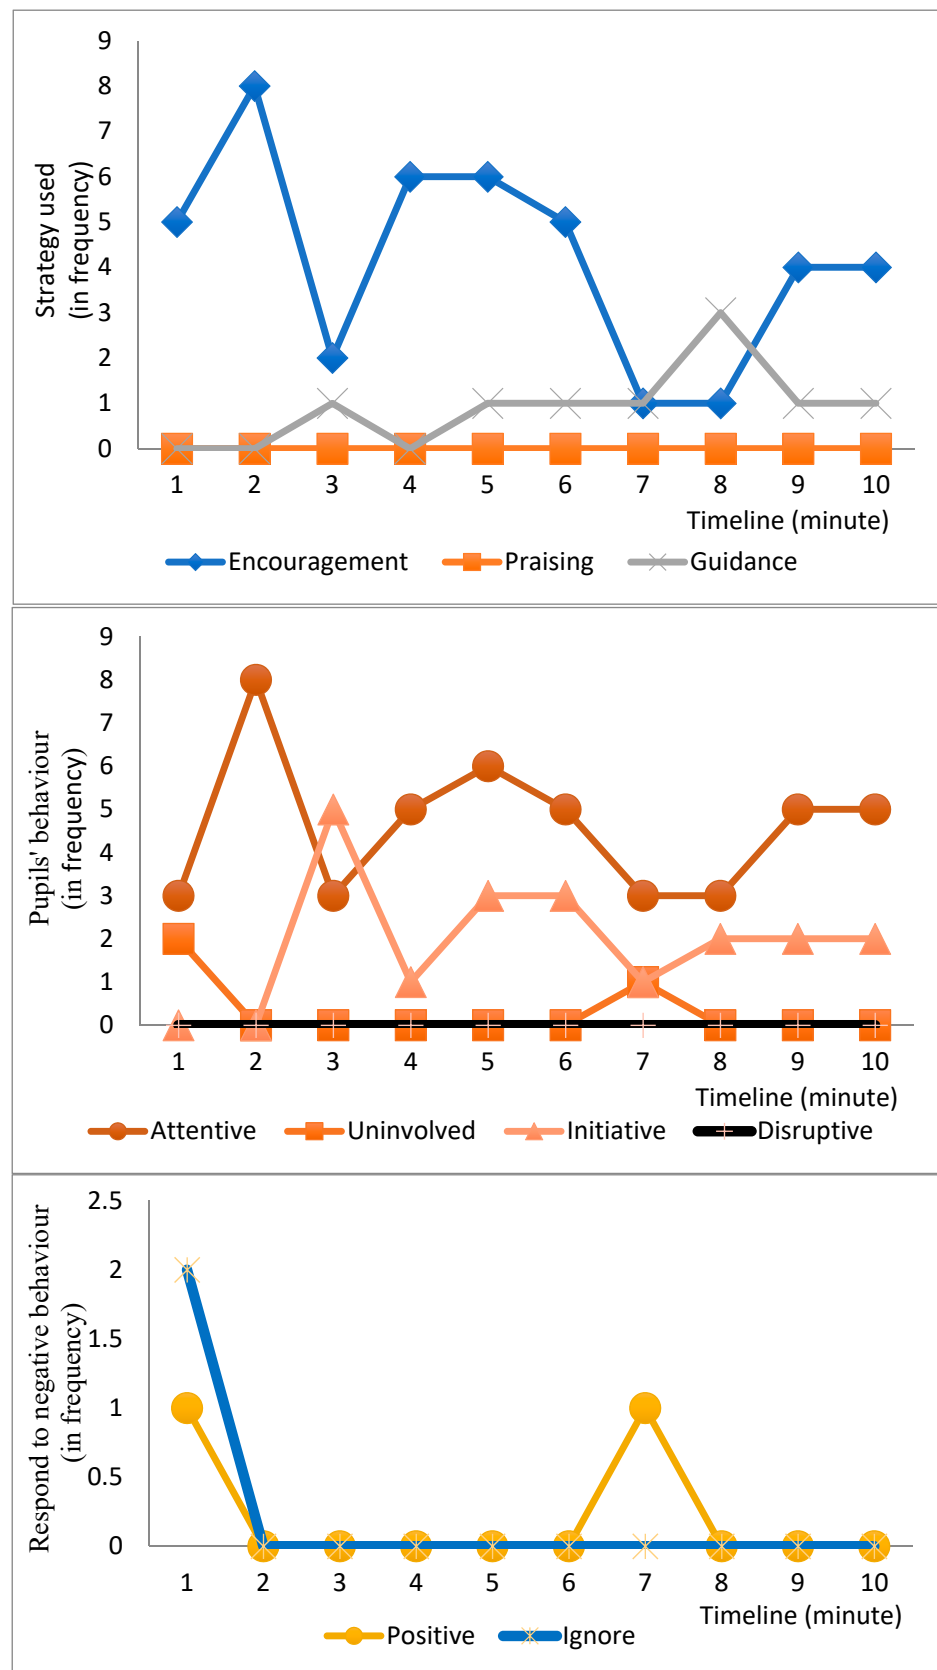 9
8
7
6
5
4
3
2
1
0
Strategy used
(in frequency)
1 2 3 4 5 6 7 8 9 10
Timeline (minute)
Encouragement Praising Guidance
9
8
7
6
5
4
3
2
1
0
Pupils' behaviour
(in frequency)
1 2 3 4 5 6 7 8 9 10
Timeline (minute)
Attentive Uninvolved Initiative Disruptive
2.5
2
1.5
1
0.5
0
Respond to negative behaviour
(in frequency)
1 2 3 4 5 6 7 8 9 10
Timeline (minute)
Positive Ignore